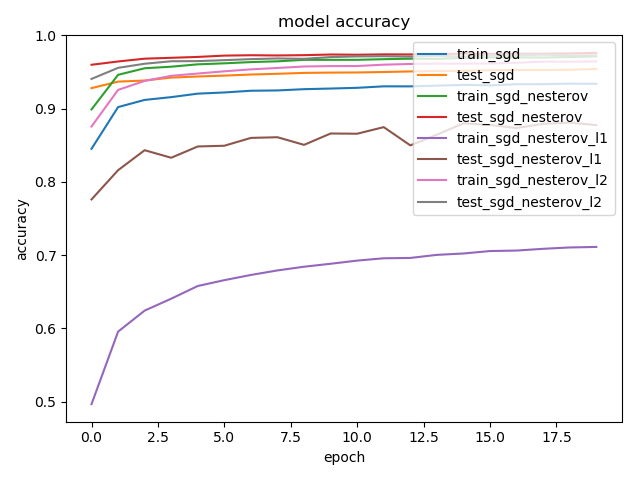 model accuracy
1.0
0.9
0.8
0.7
0.6
0.5
accuracy
train_sgd
test_sgd
train_sgd_nesterov
test_sgd_nesterov
train_sgd_nesterov_l1
test_sgd_nesterov_l1
train_sgd_nesterov_l2
test_sgd_nesterov_l2
0.0 2.5 5.0 7.5 10.0 12.5 15.0 17.5
epoch